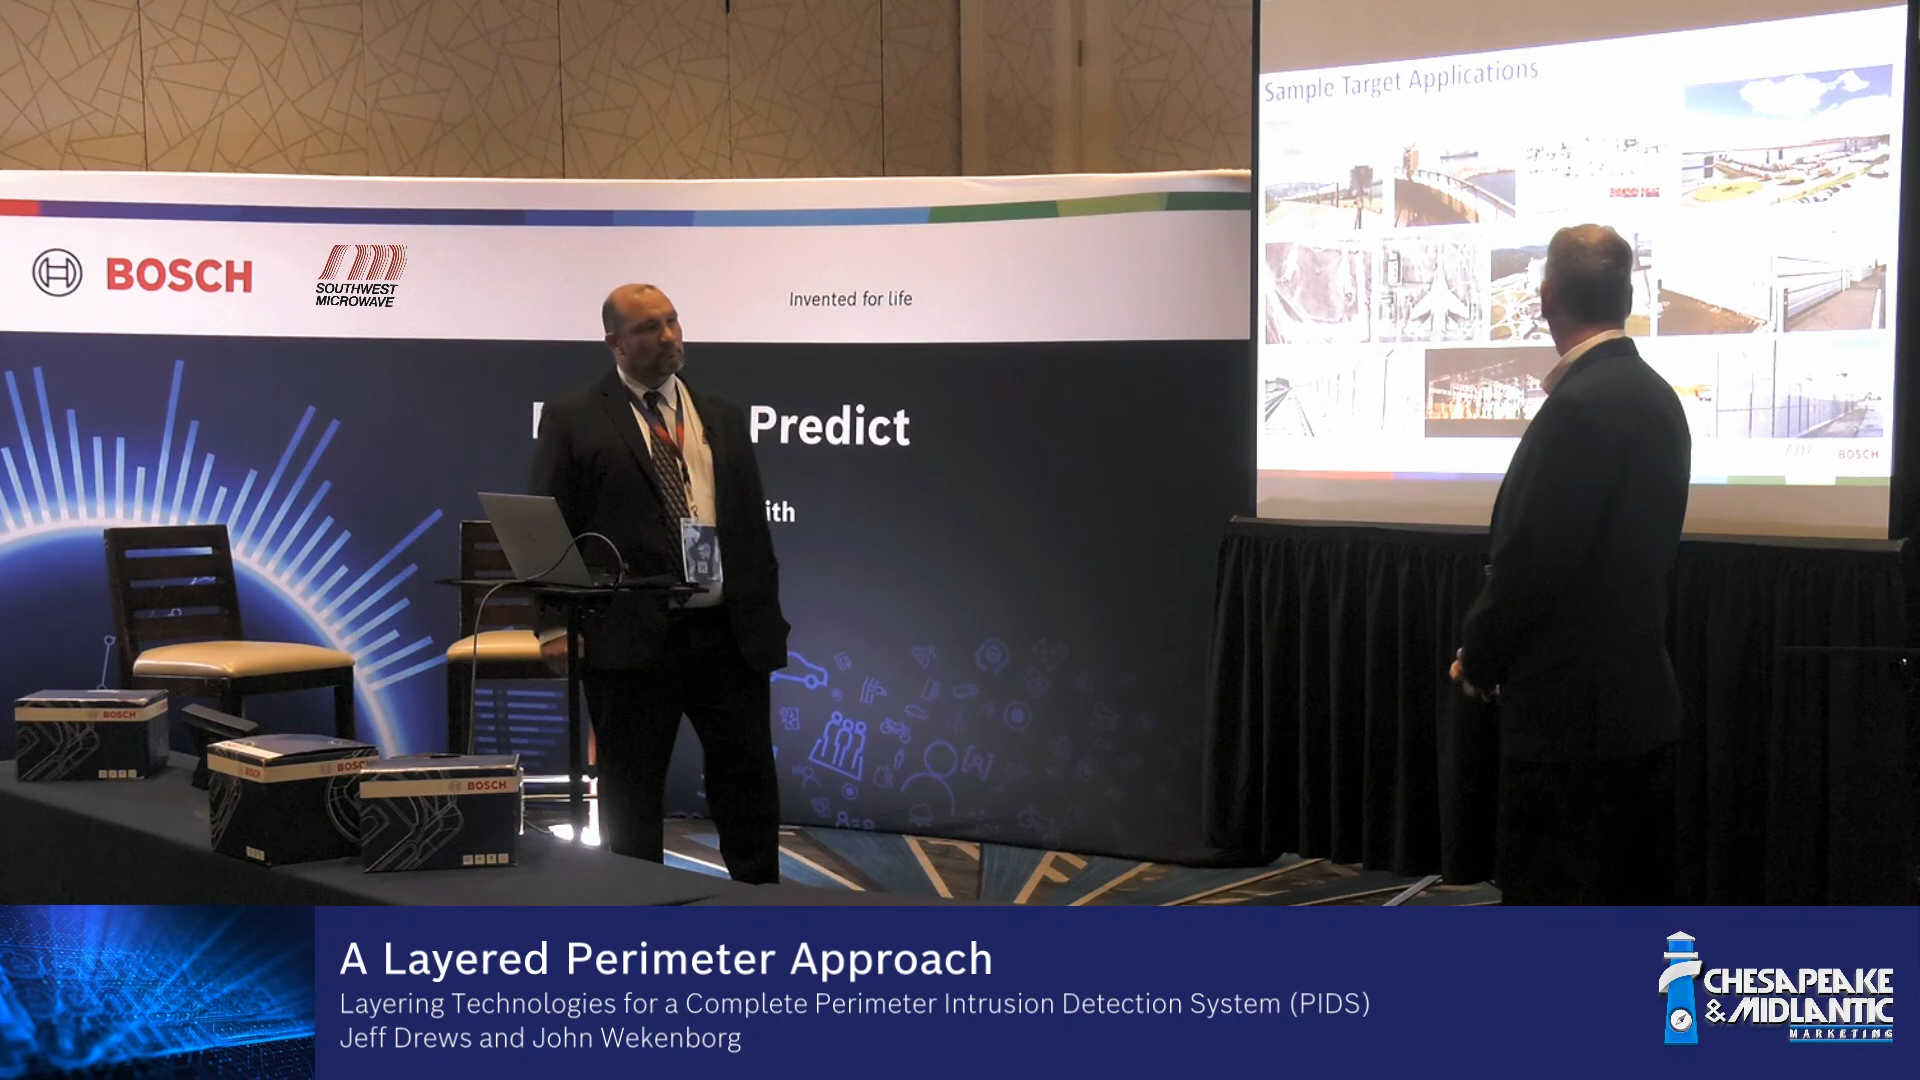 Sample Target Applications
BOSCH
SOUTHWEST
MICROWAVE
Invented for life
Predict
ith
BOSCH
BOSCH
BOSCH
BOSCH
A Layered Perimeter Approach
Layering Technologies for a Complete Perimeter Intrusion Detection System (PIDS)
Jeff Drews and John Wekenborg
CHESAPEAKE
& MIDLANTIC
MARKETING